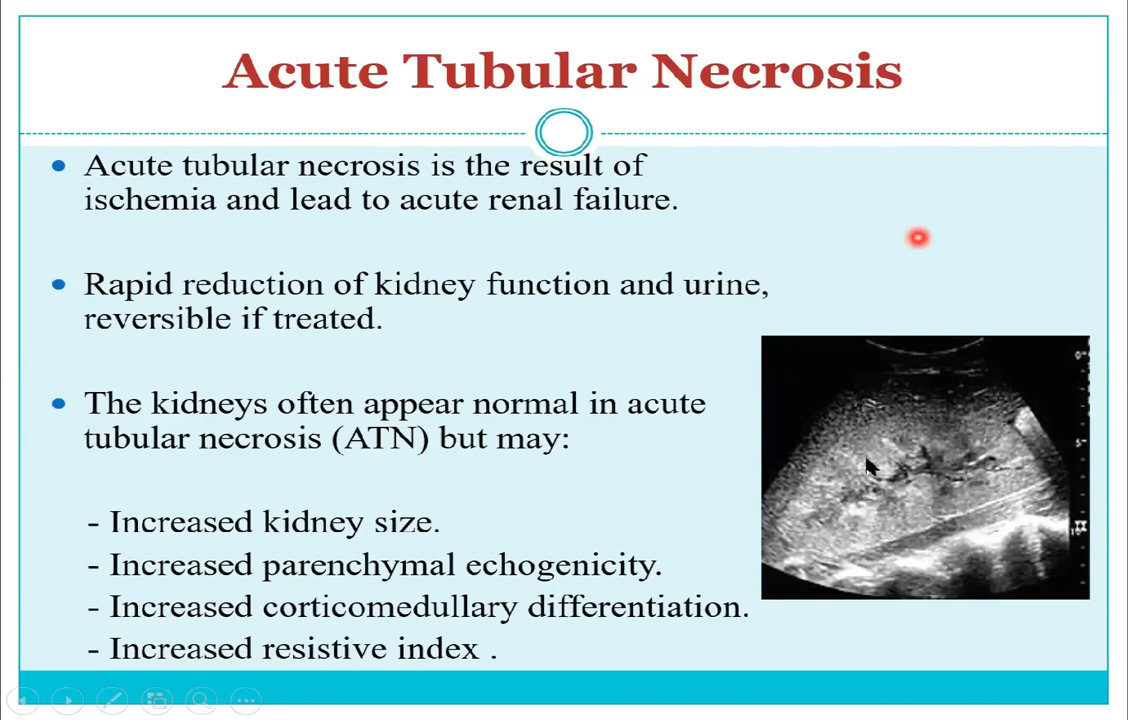 Acute Tubular Necrosis
• Acute tubular necrosis is the result of
ischemia and lead to acute renal failure.
• Rapid reduction of kidney function and urine,
reversible if treated.
• The kidneys often appear normal in acute
tubular necrosis (ATN) but may:
- Increased kidney size.
- Increased parenchymal echogenicity.
- Increased corticomedullary differentiation.
- Increased resistive index .